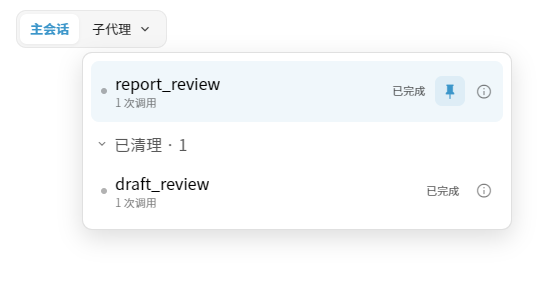 主会话 子代理
report_review 已完成
1 次调用
已清理 · 1
draft_review 已完成
1 次调用